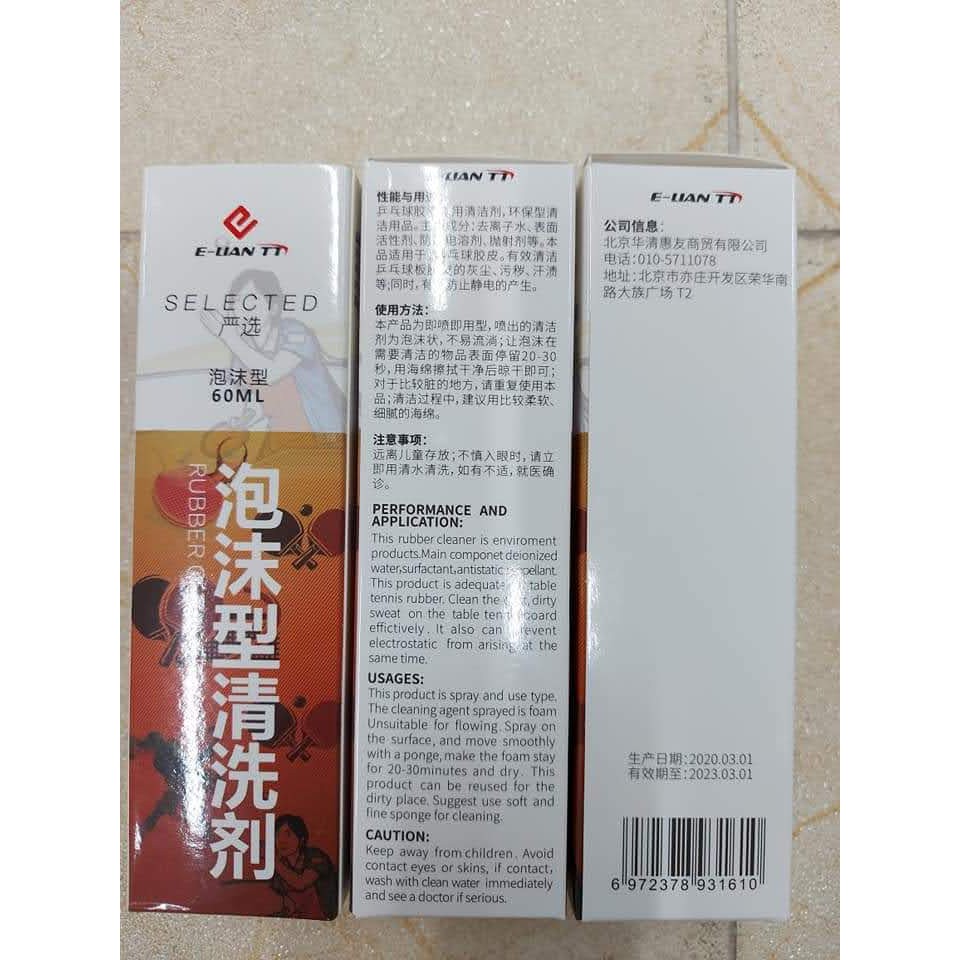 E-LIAN TT
SELECTED
严选
泡沫型
60ML
泡沫型清洗剂
RUBBER
E-LIAN TT
性能与用
乒乓球胶 用清洁剂,环保型清
洁用品。主 成分:去离子水、表面
活性剂、防 电溶剂、抛射剂等。本
品适用于 乓球胶皮。有效清洁
乒乓球板胶 的灰尘、污秽、汗渍
等;同时,有 防止静电的产生。
使用方法:
本产品为即喷即用型,喷出的清洁
剂为泡沫状,不易流淌;让泡沫在
需要清洁的物品表面停留20-30
秒,用海绵擦拭干净后晾干即可;
对于比较脏的地方,请重复使用本
品;清洁过程中,建议用比较柔软、
细腻的海绵。
注意事项:
远离儿童存放;不慎入眼时,请立
即用清水清洗,如有不适,就医确
诊。
PERFORMANCE AND
APPLICATION:
This rubber cleaner is enviroment
products.Main componet deionized
water,surfactant,antistatic pellant.
This product is adequate table
tennis rubber. Clean the dirty
sweat on the table tennis board
effictively. It also can prevent
electrostatic from arising at the
same time.
USAGES:
This product is spray and use type.
The cleaning agent sprayed is foam
Unsuitable for flowing. Spray on
the surface, and move smoothly
with a ponge,make the foam stay
for 20-30minutes and dry. This
product can be reused for the
dirty place. Suggest use soft and
fine sponge for cleaning.
CAUTION:
Keep away from children. Avoid
contact eyes or skins, if contact,
wash with clean water immediately
and see a doctor if serious.
E-LIAN TT
公司信息:
北京华清惠友商贸有限公司
电话:010-5711078
地址:北京市亦庄开发区荣华南
路大族广场 T2
生产日期:2020.03.01
有效期至:2023.03.01
6 972378 931610